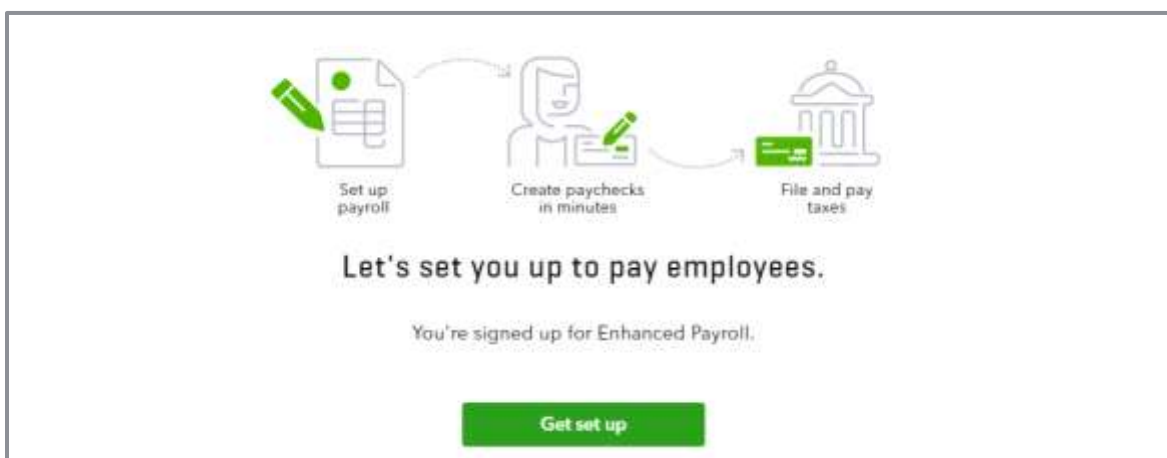 Set up
payroll
Create paychecks
in minutes
File and pay
taxes
Let's set you up to pay employees.
You're signed up for Enhanced Payroll.
Get set up